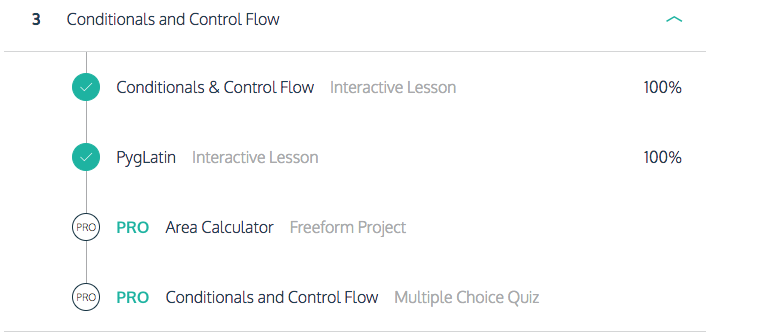 3 Conditionals and Control Flow
Conditionals & Control Flow Interactive Lesson 100%
PygLatin Interactive Lesson 100%
PRO PRO Area Calculator Freeform Project
PRO PRO Conditionals and Control Flow Multiple Choice Quiz